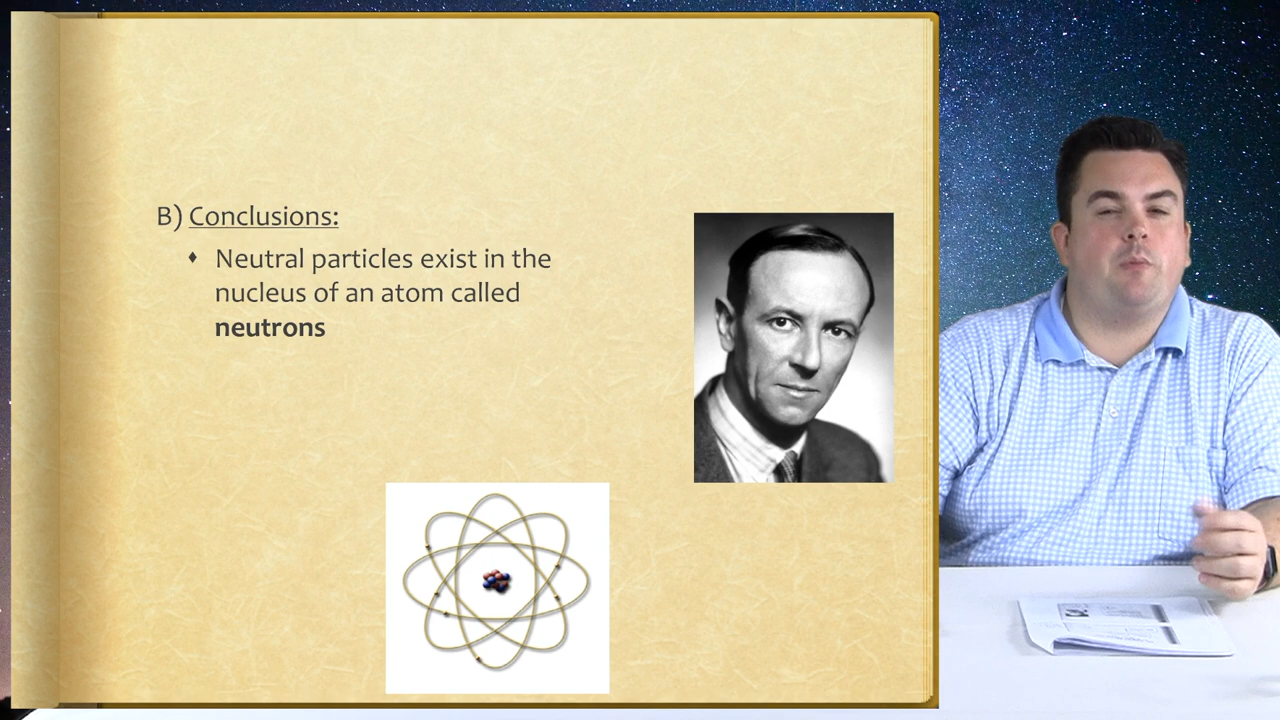 B) Conclusions:
♦ Neutral particles exist in the
nucleus of an atom called
neutrons